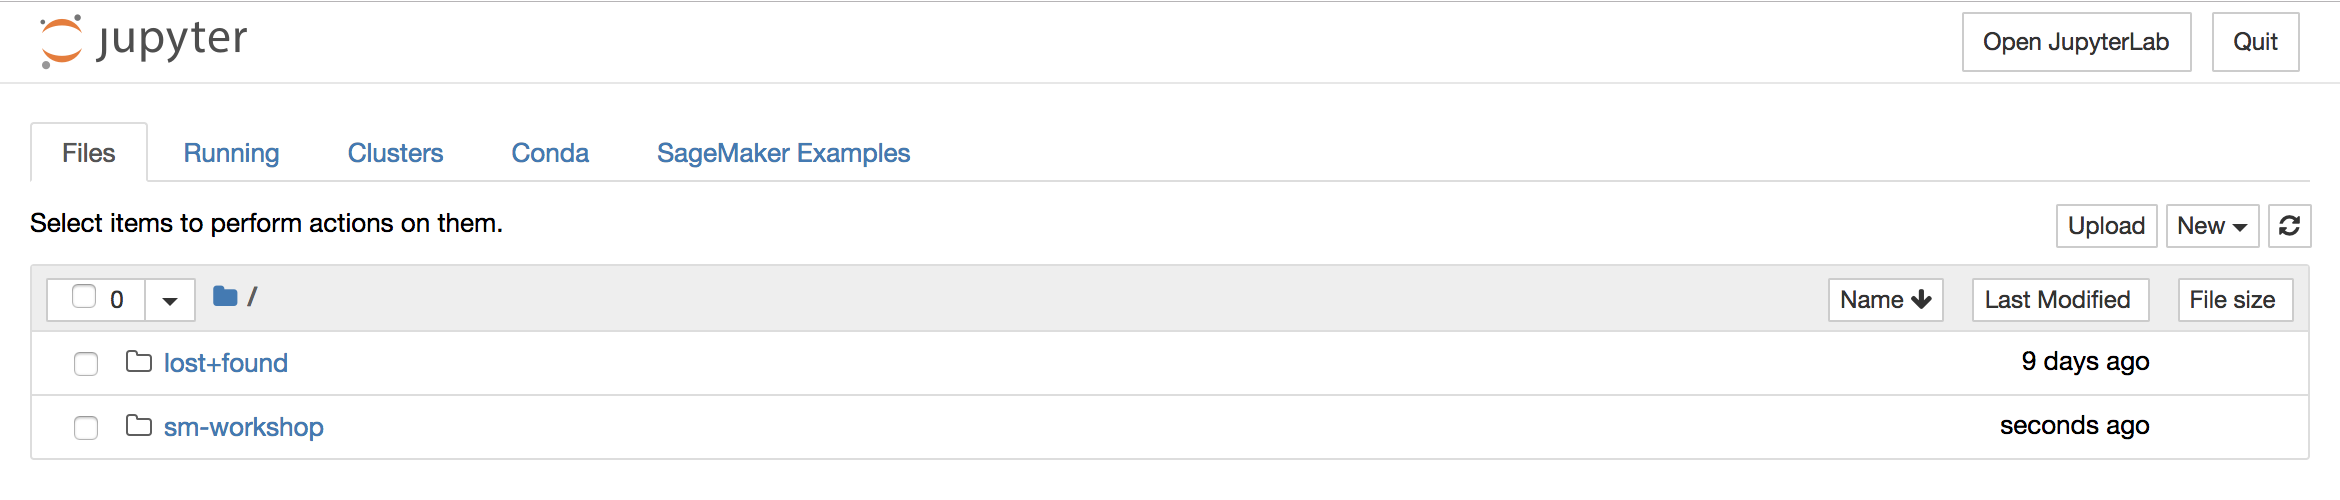 jupyter
Open JupyterLab Quit
Files Running Clusters Conda SageMaker Examples
Select items to perform actions on them.
Upload New
0 / Name Last Modified File size
lost+found 9 days ago
sm-workshop seconds ago